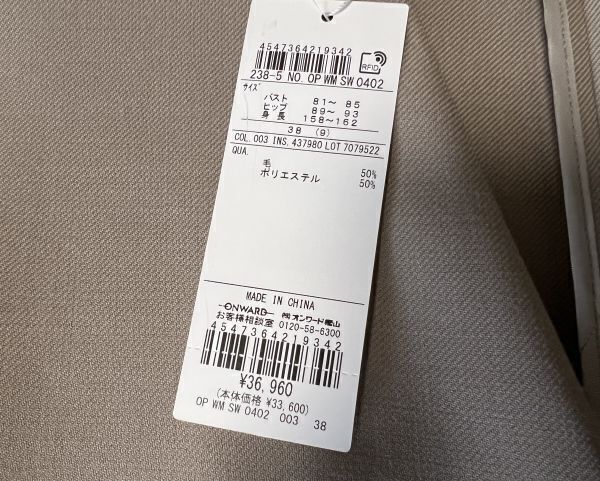 4547364219342
RFID
238-5 NO. OP WM SW 0402
サイズ
バスト 81～ 85
ヒップ 89～ 93
身長 158～162
38 (9)
COL. 003 INS. 437980 LOT 7079522
QUA.
毛 50%
ポリエステル 50%
MADE IN CHINA
ONWARD ㈱オンワード樫山
お客様相談室 0120-58-6300
4547364219342
¥36,960
(本体価格 ¥33,600)
OP WM SW 0402 003 38